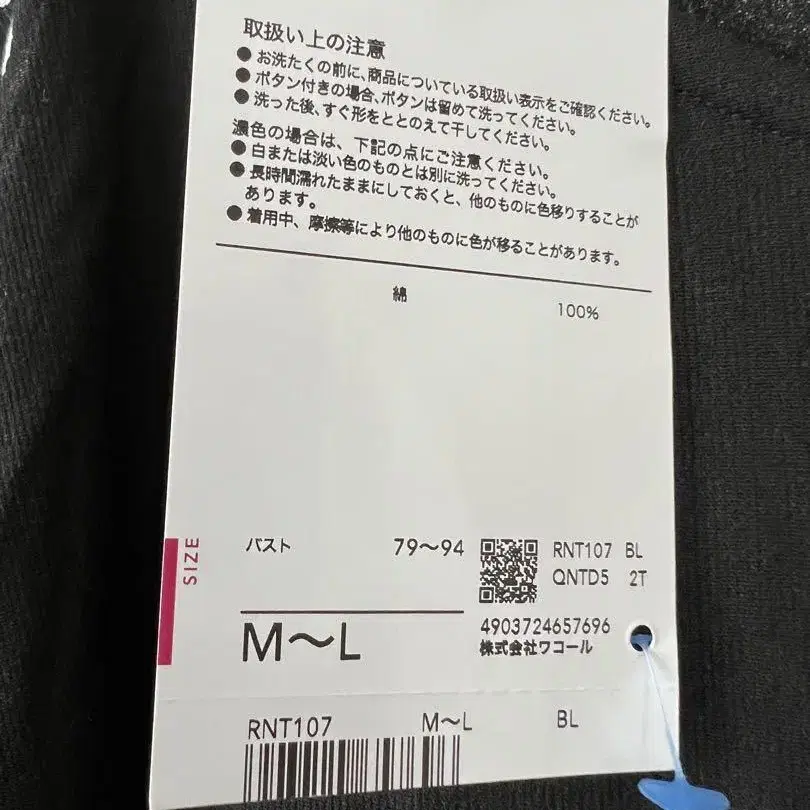 取扱い上の注意
●お洗たくの前に、商品についている取扱い表示をご確認ください。
●ボタン付きの場合、ボタンは留めて洗ってください。
●洗った後、すぐ形をととのえて干してください。
濃色の場合は、下記の点にご注意ください。
●白または淡い色のものとは別に洗ってください。
●長時間濡れたままにしておくと、他のものに色移りすることが
あります。
●着用中、摩擦等により他のものに色が移ることがあります。
綿 100%
SIZE
バスト 79〜94
M〜L
RNT107 BL
QNTD5 2T
4903724657696
株式会社ワコール
RNT107 M〜L BL